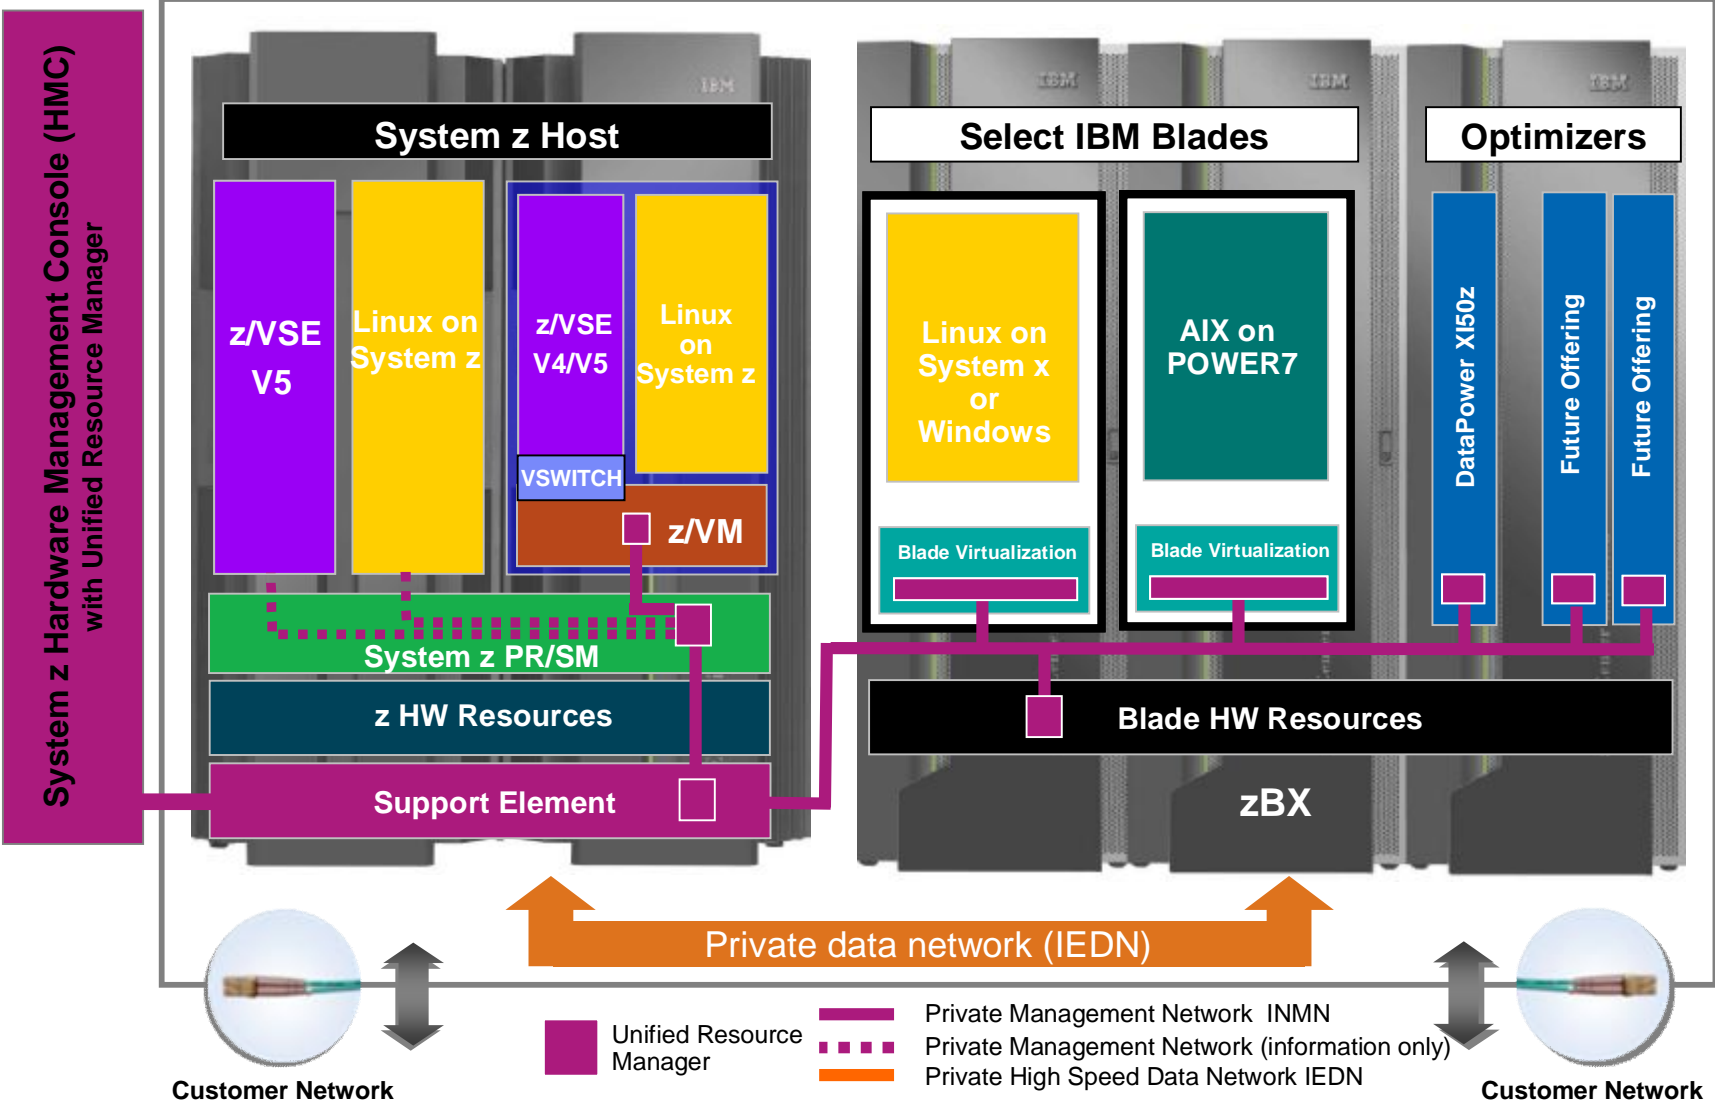 System z Hardware Management Console (HMC)
with Unified Resource Manager
IBM
IBM
IBM
IBM
System z Host
Select IBM Blades
Optimizers
z/VSE
V5
Linux on
System z
z/VSE
V4/V5
Linux
on
System z
VSWITCH
z/VM
Linux on
System x
or
Windows
AIX on
POWER7
DataPower XI50z
Future Offering
Future Offering
Blade Virtualization
Blade Virtualization
System z PR/SM
z HW Resources
Blade HW Resources
Support Element
zBX
Private data network (IEDN)
Unified Resource
Manager
Private Management Network INMN
Private Management Network (information only)
Private High Speed Data Network IEDN
Customer Network
Customer Network